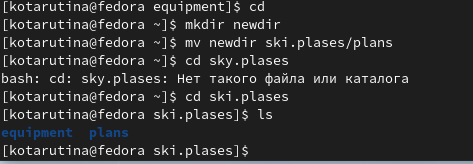 [kotarutina@fedora equipment]$ cd
[kotarutina@fedora ~]$ mkdir newdir
[kotarutina@fedora ~]$ mv newdir ski.plases/plans
[kotarutina@fedora ~]$ cd sky.plases
bash: cd: sky.plases: Нет такого файла или каталога
[kotarutina@fedora ~]$ cd ski.plases
[kotarutina@fedora ski.plases]$ ls
equipment  plans
[kotarutina@fedora ski.plases]$